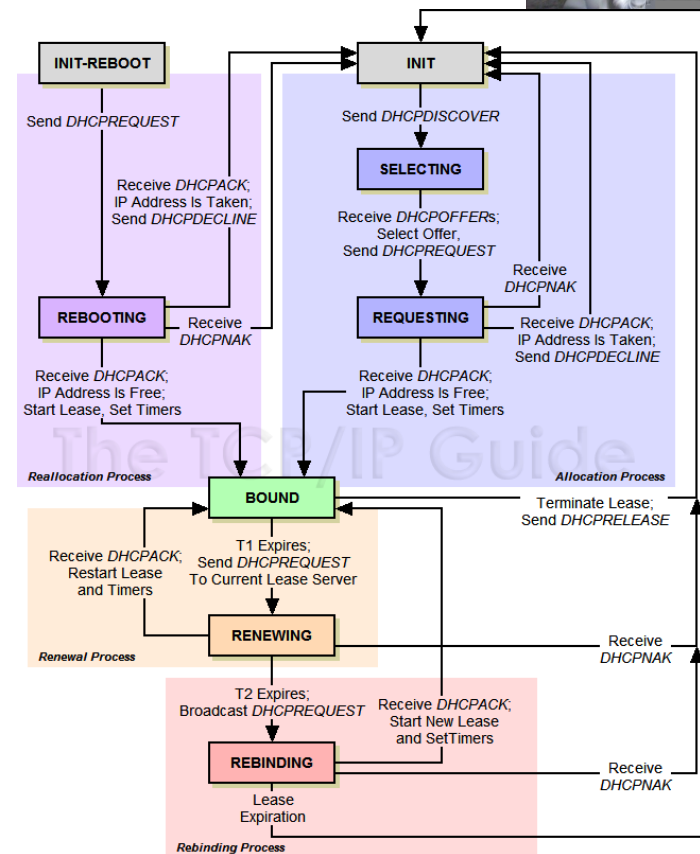 INIT-REBOOT
INIT
Send DHCPREQUEST
Send DHCPDISCOVER
SELECTING
Receive DHCPACK;
IP Address Is Taken;
Send DHCPDECLINE
Receive DHCPOFFERs;
Select Offer,
Send DHCPREQUEST
Receive
DHCPNAK
REBOOTING
Receive
DHCPNAK
REQUESTING
Receive DHCPACK;
IP Address Is Taken;
Send DHCPDECLINE
Receive DHCPACK;
IP Address Is Free;
Start Lease, Set Timers
Receive DHCPACK;
IP Address Is Free;
Start Lease, Set Timers
The TCP/IP Guide
Reallocation Process
Allocation Process
BOUND
Terminate Lease;
Send DHCPRELEASE
Receive DHCPACK;
Restart Lease
and Timers
T1 Expires;
Send DHCPREQUEST
To Current Lease Server
RENEWING
Receive
DHCPNAK
Renewal Process
T2 Expires;
Broadcast DHCPREQUEST
Receive DHCPACK;
Start New Lease
and SetTimers
REBINDING
Receive
DHCPNAK
Lease
Expiration
Rebinding Process